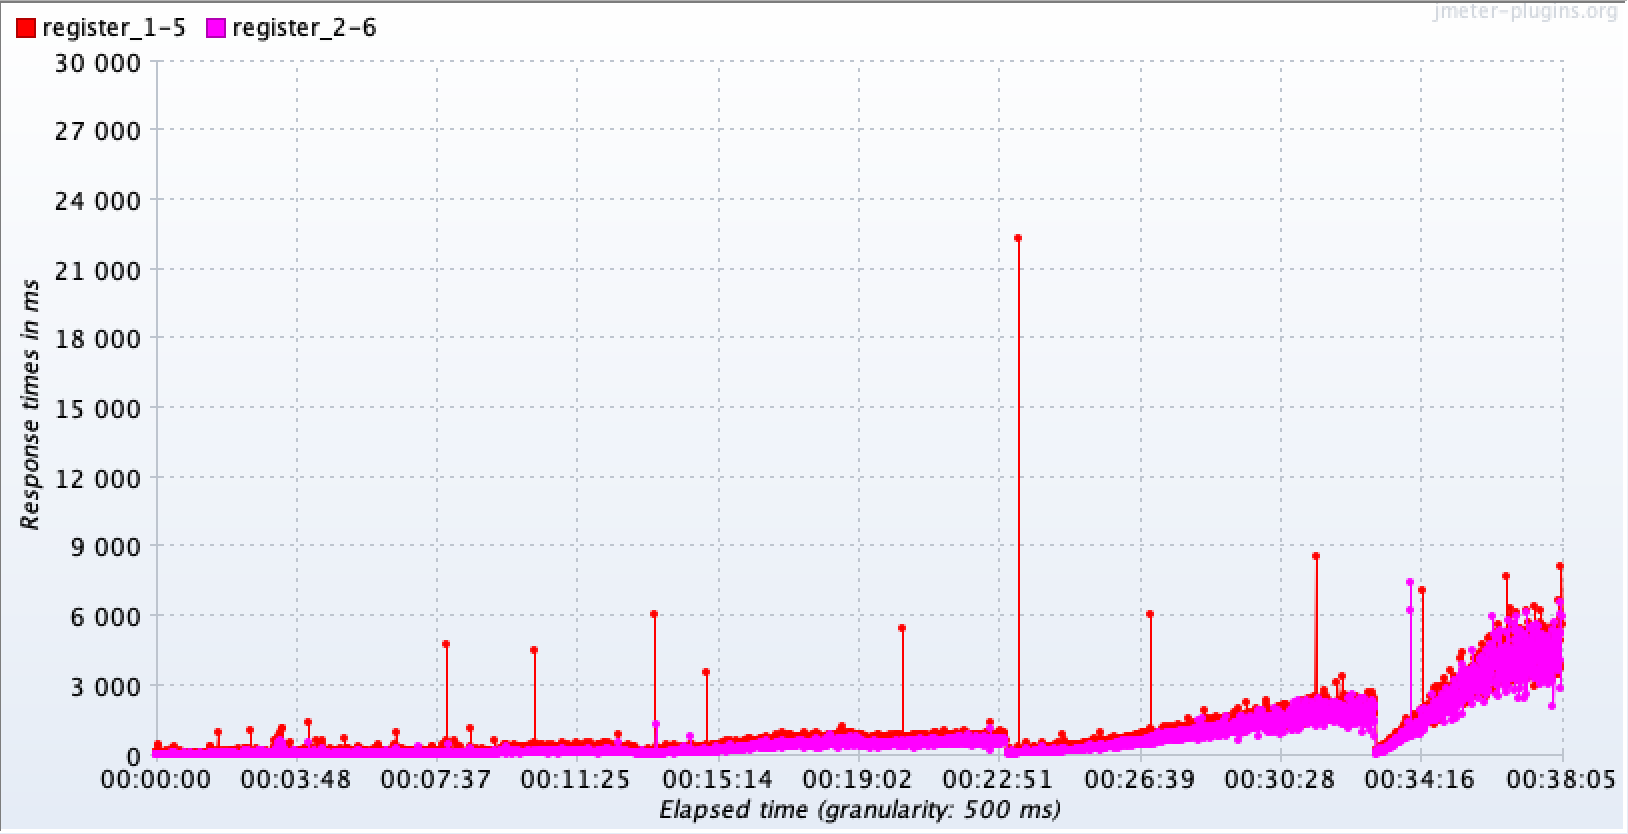 jmeter-plugins.org
register_1-5 register_2-6
30 000
27 000
24 000
21 000
18 000
15 000
12 000
9 000
6 000
3 000
0
Response times in ms
00:00:00 00:03:48 00:07:37 00:11:25 00:15:14 00:19:02 00:22:51 00:26:39 00:30:28 00:34:16 00:38:05
Elapsed time (granularity: 500 ms)